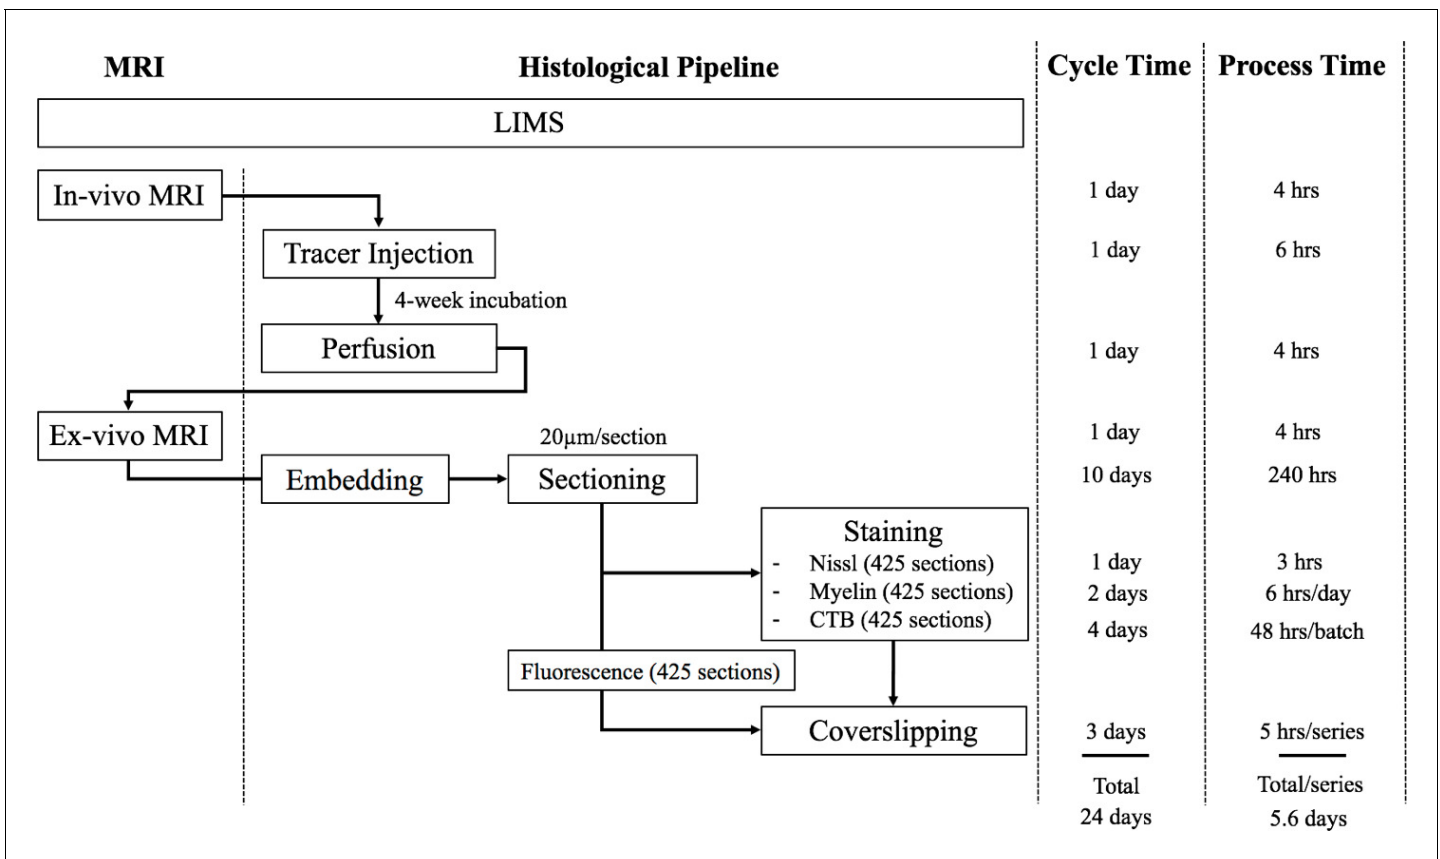 MRI
Histological Pipeline
Cycle Time
Process Time
LIMS
In-vivo MRI
1 day
4 hrs
Tracer Injection
1 day
6 hrs
4-week incubation
Perfusion
1 day
4 hrs
Ex-vivo MRI
20µm/section
1 day
4 hrs
Embedding
Sectioning
10 days
240 hrs
Staining
- Nissl (425 sections)
1 day
3 hrs
- Myelin (425 sections)
2 days
6 hrs/day
- CTB (425 sections)
4 days
48 hrs/batch
Fluorescence (425 sections)
Coverslipping
3 days
5 hrs/series
Total
Total/series
24 days
5.6 days